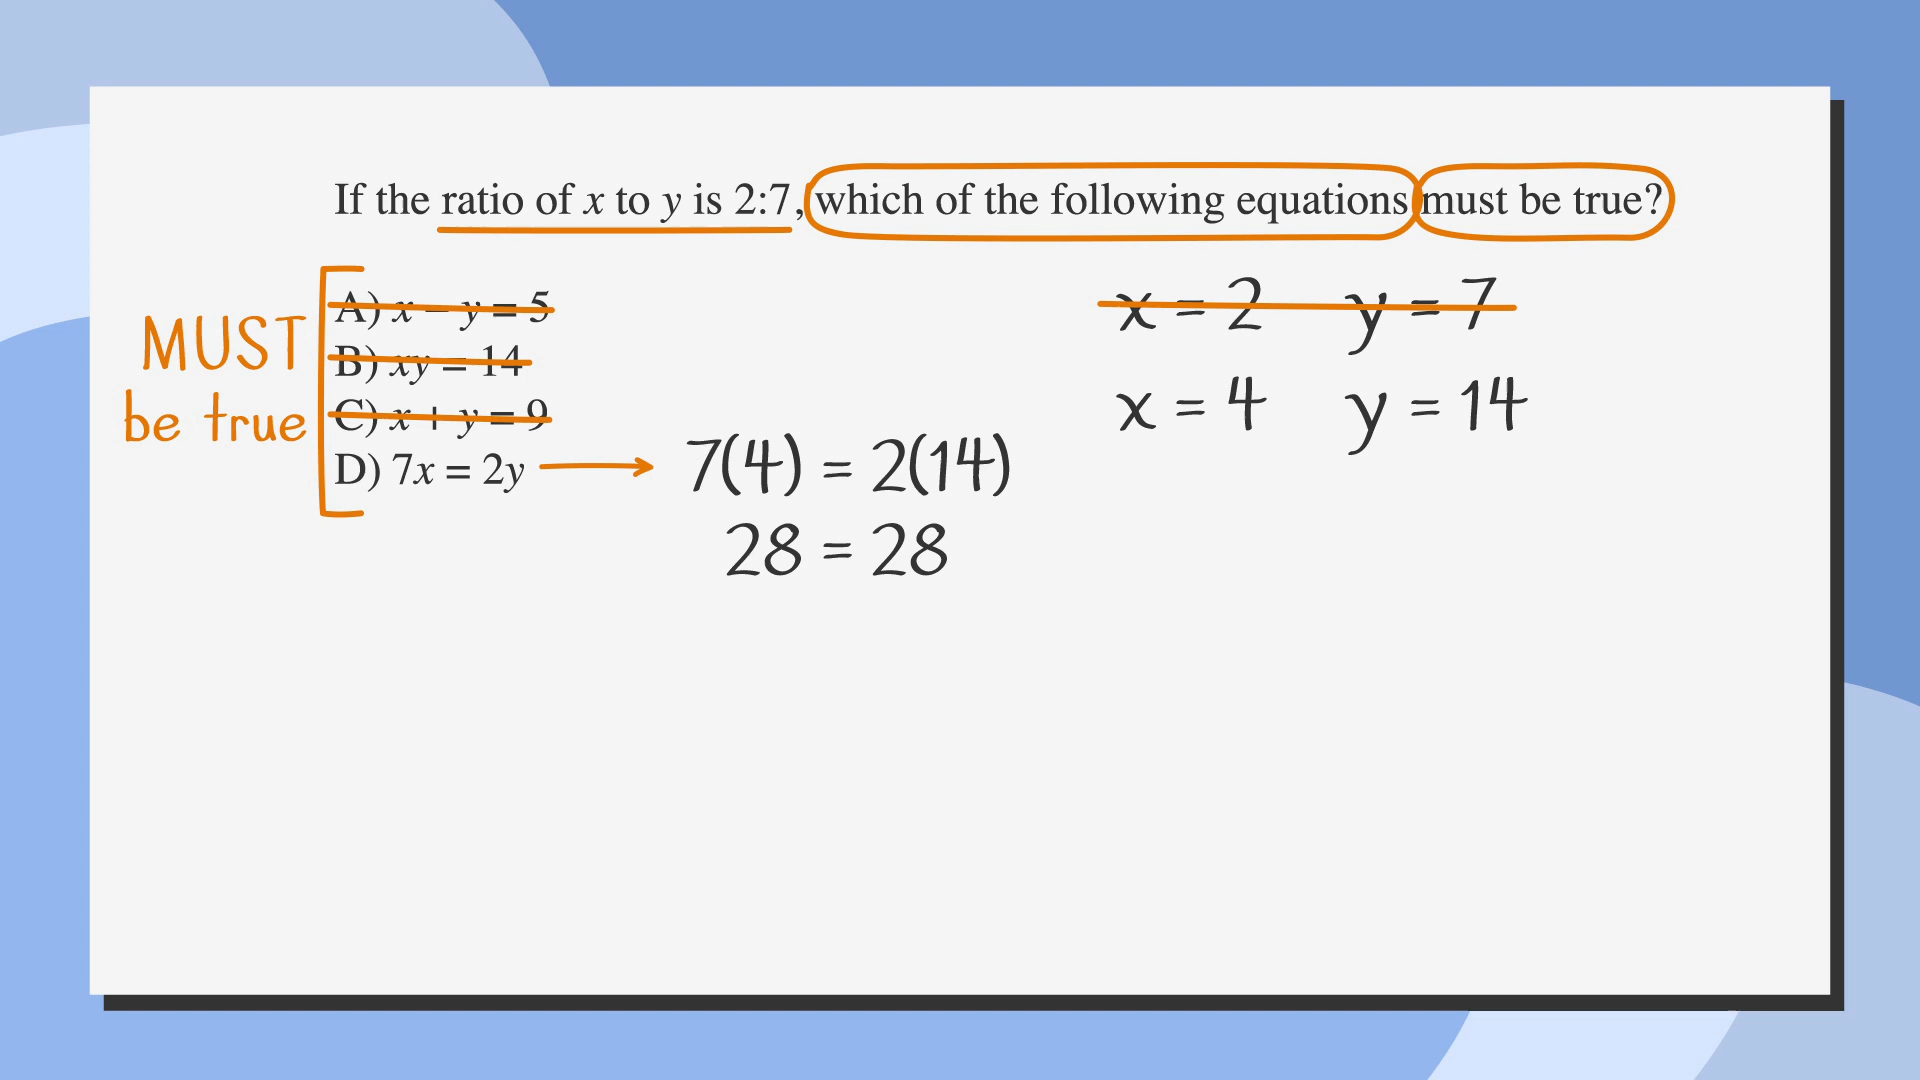 If the ratio of x to y is 2:7, which of the following equations must be true?
MUST
be true
A) x − y = 5
B) xy = 14
C) x + y = 9
D) 7x = 2y
x = 2 y = 7
x = 4 y = 14
7(4) = 2(14)
28 = 28